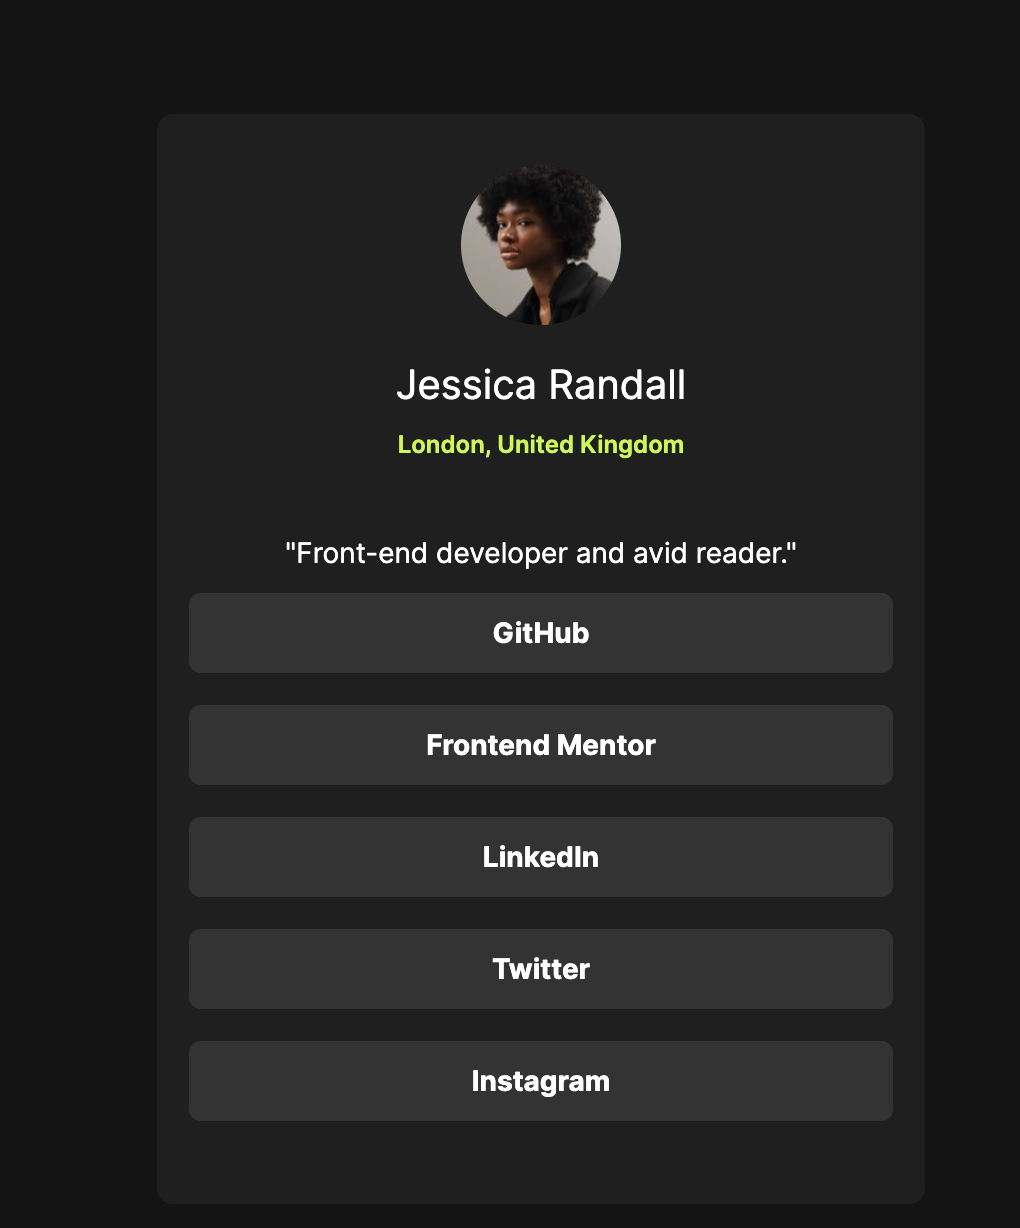 Jessica Randall
London, United Kingdom
"Front-end developer and avid reader."
GitHub
Frontend Mentor
LinkedIn
Twitter
Instagram